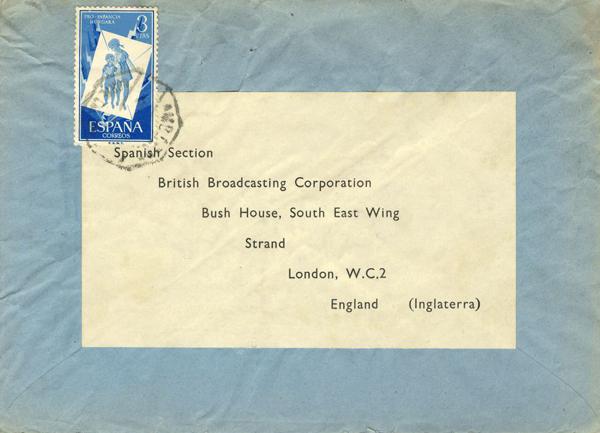 PRO-INFANCIA
HÚNGARA
3
PTAS
ESPAÑA
CORREOS
Spanish Section
British Broadcasting Corporation
Bush House, South East Wing
Strand
London, W.C.2
England (Inglaterra)